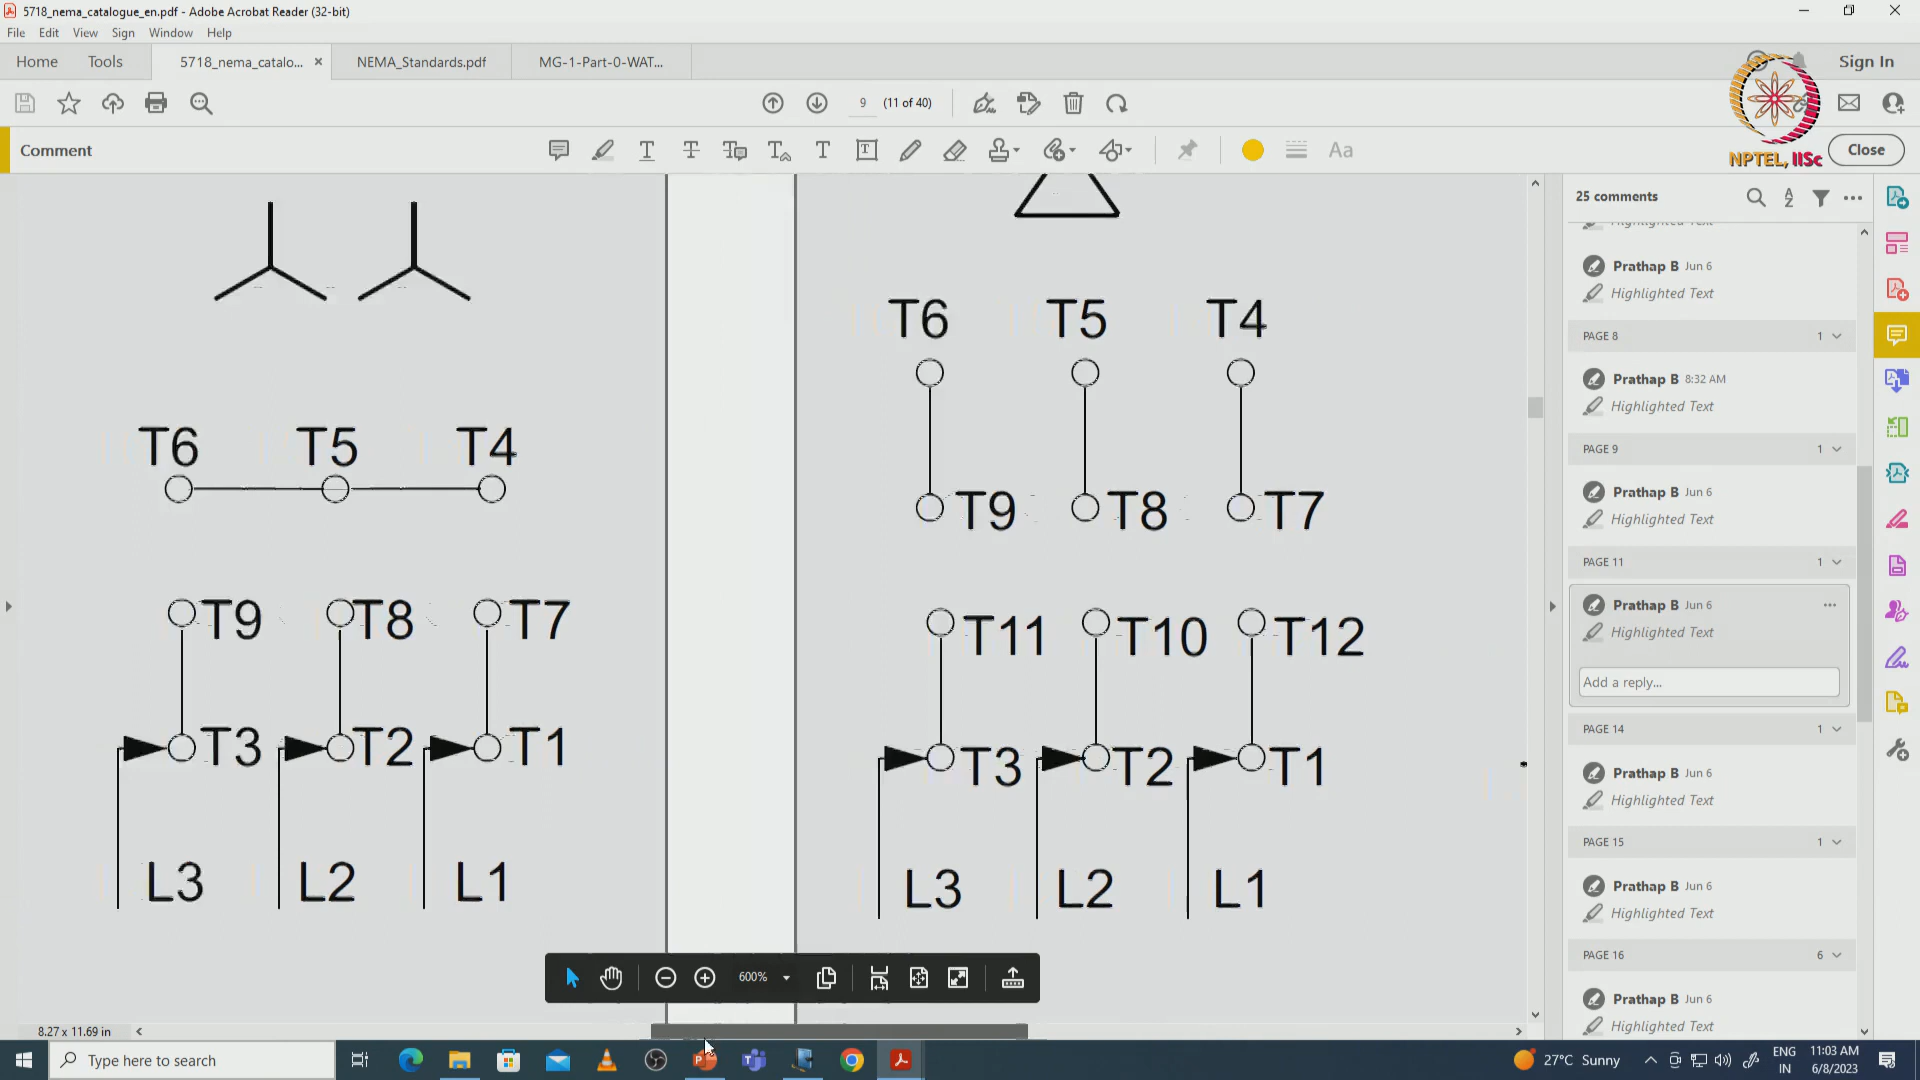 5718_nema_catalogue_en.pdf - Adobe Acrobat Reader (32-bit)
File Edit View Sign Window Help
Home Tools 5718_nema_catalo... × NEMA_Standards.pdf MG-1-Part-0-WAT... Sign In
9 (11 of 40)
NPTEL, IISc
Comment
Aa
Close
T6 T5 T4
T9 T8 T7
T3 T2 T1
L3 L2 L1
T6 T5 T4
T9 T8 T7
T11 T10 T12
T3 T2 T1
L3 L2 L1
600%
8.27 x 11.69 in
25 comments
Highlighted Text
Prathap B Jun 6
Highlighted Text
PAGE 8 1
Prathap B 8:32 AM
Highlighted Text
PAGE 9 1
Prathap B Jun 6
Highlighted Text
PAGE 11 1
Prathap B Jun 6
Highlighted Text
Add a reply...
PAGE 14 1
Prathap B Jun 6
Highlighted Text
PAGE 15 1
Prathap B Jun 6
Highlighted Text
PAGE 16 6
Prathap B Jun 6
Highlighted Text
Type here to search
27°C Sunny
ENG
IN
11:03 AM
6/8/2023